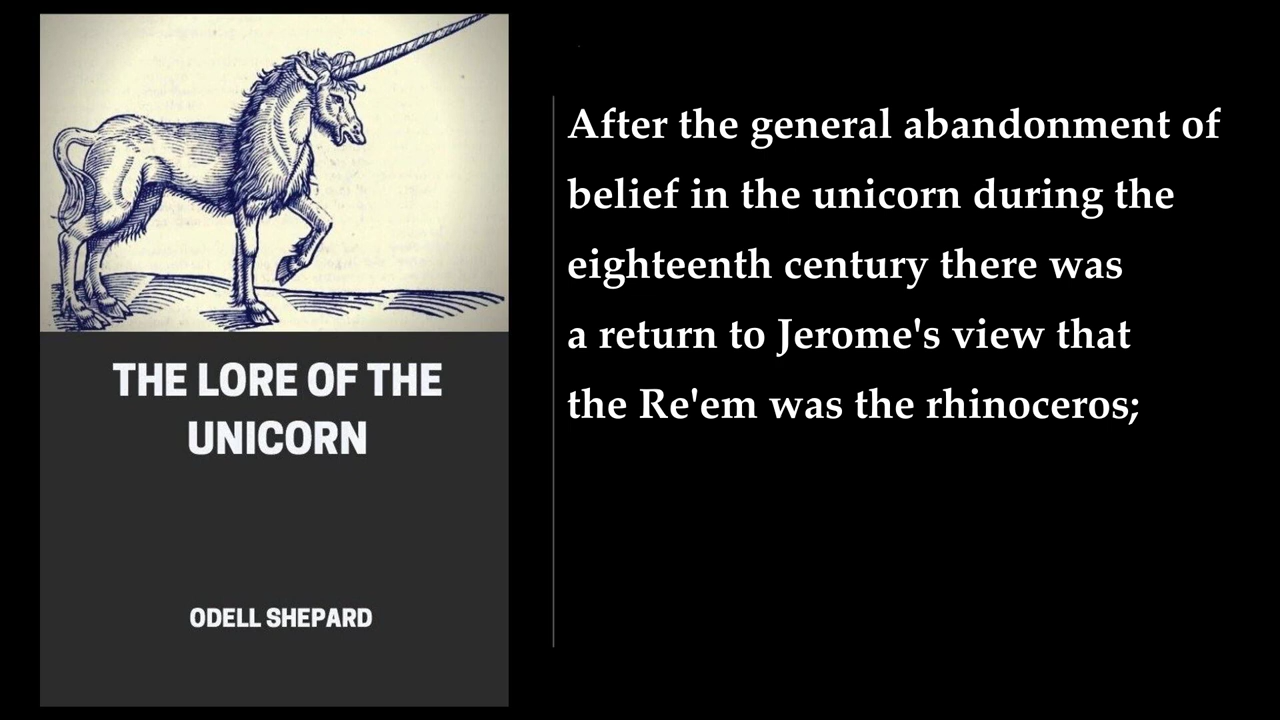 THE LORE OF THE
UNICORN
ODELL SHEPARD
After the general abandonment of
belief in the unicorn during the
eighteenth century there was
a return to Jerome's view that
the Re'em was the rhinoceros;